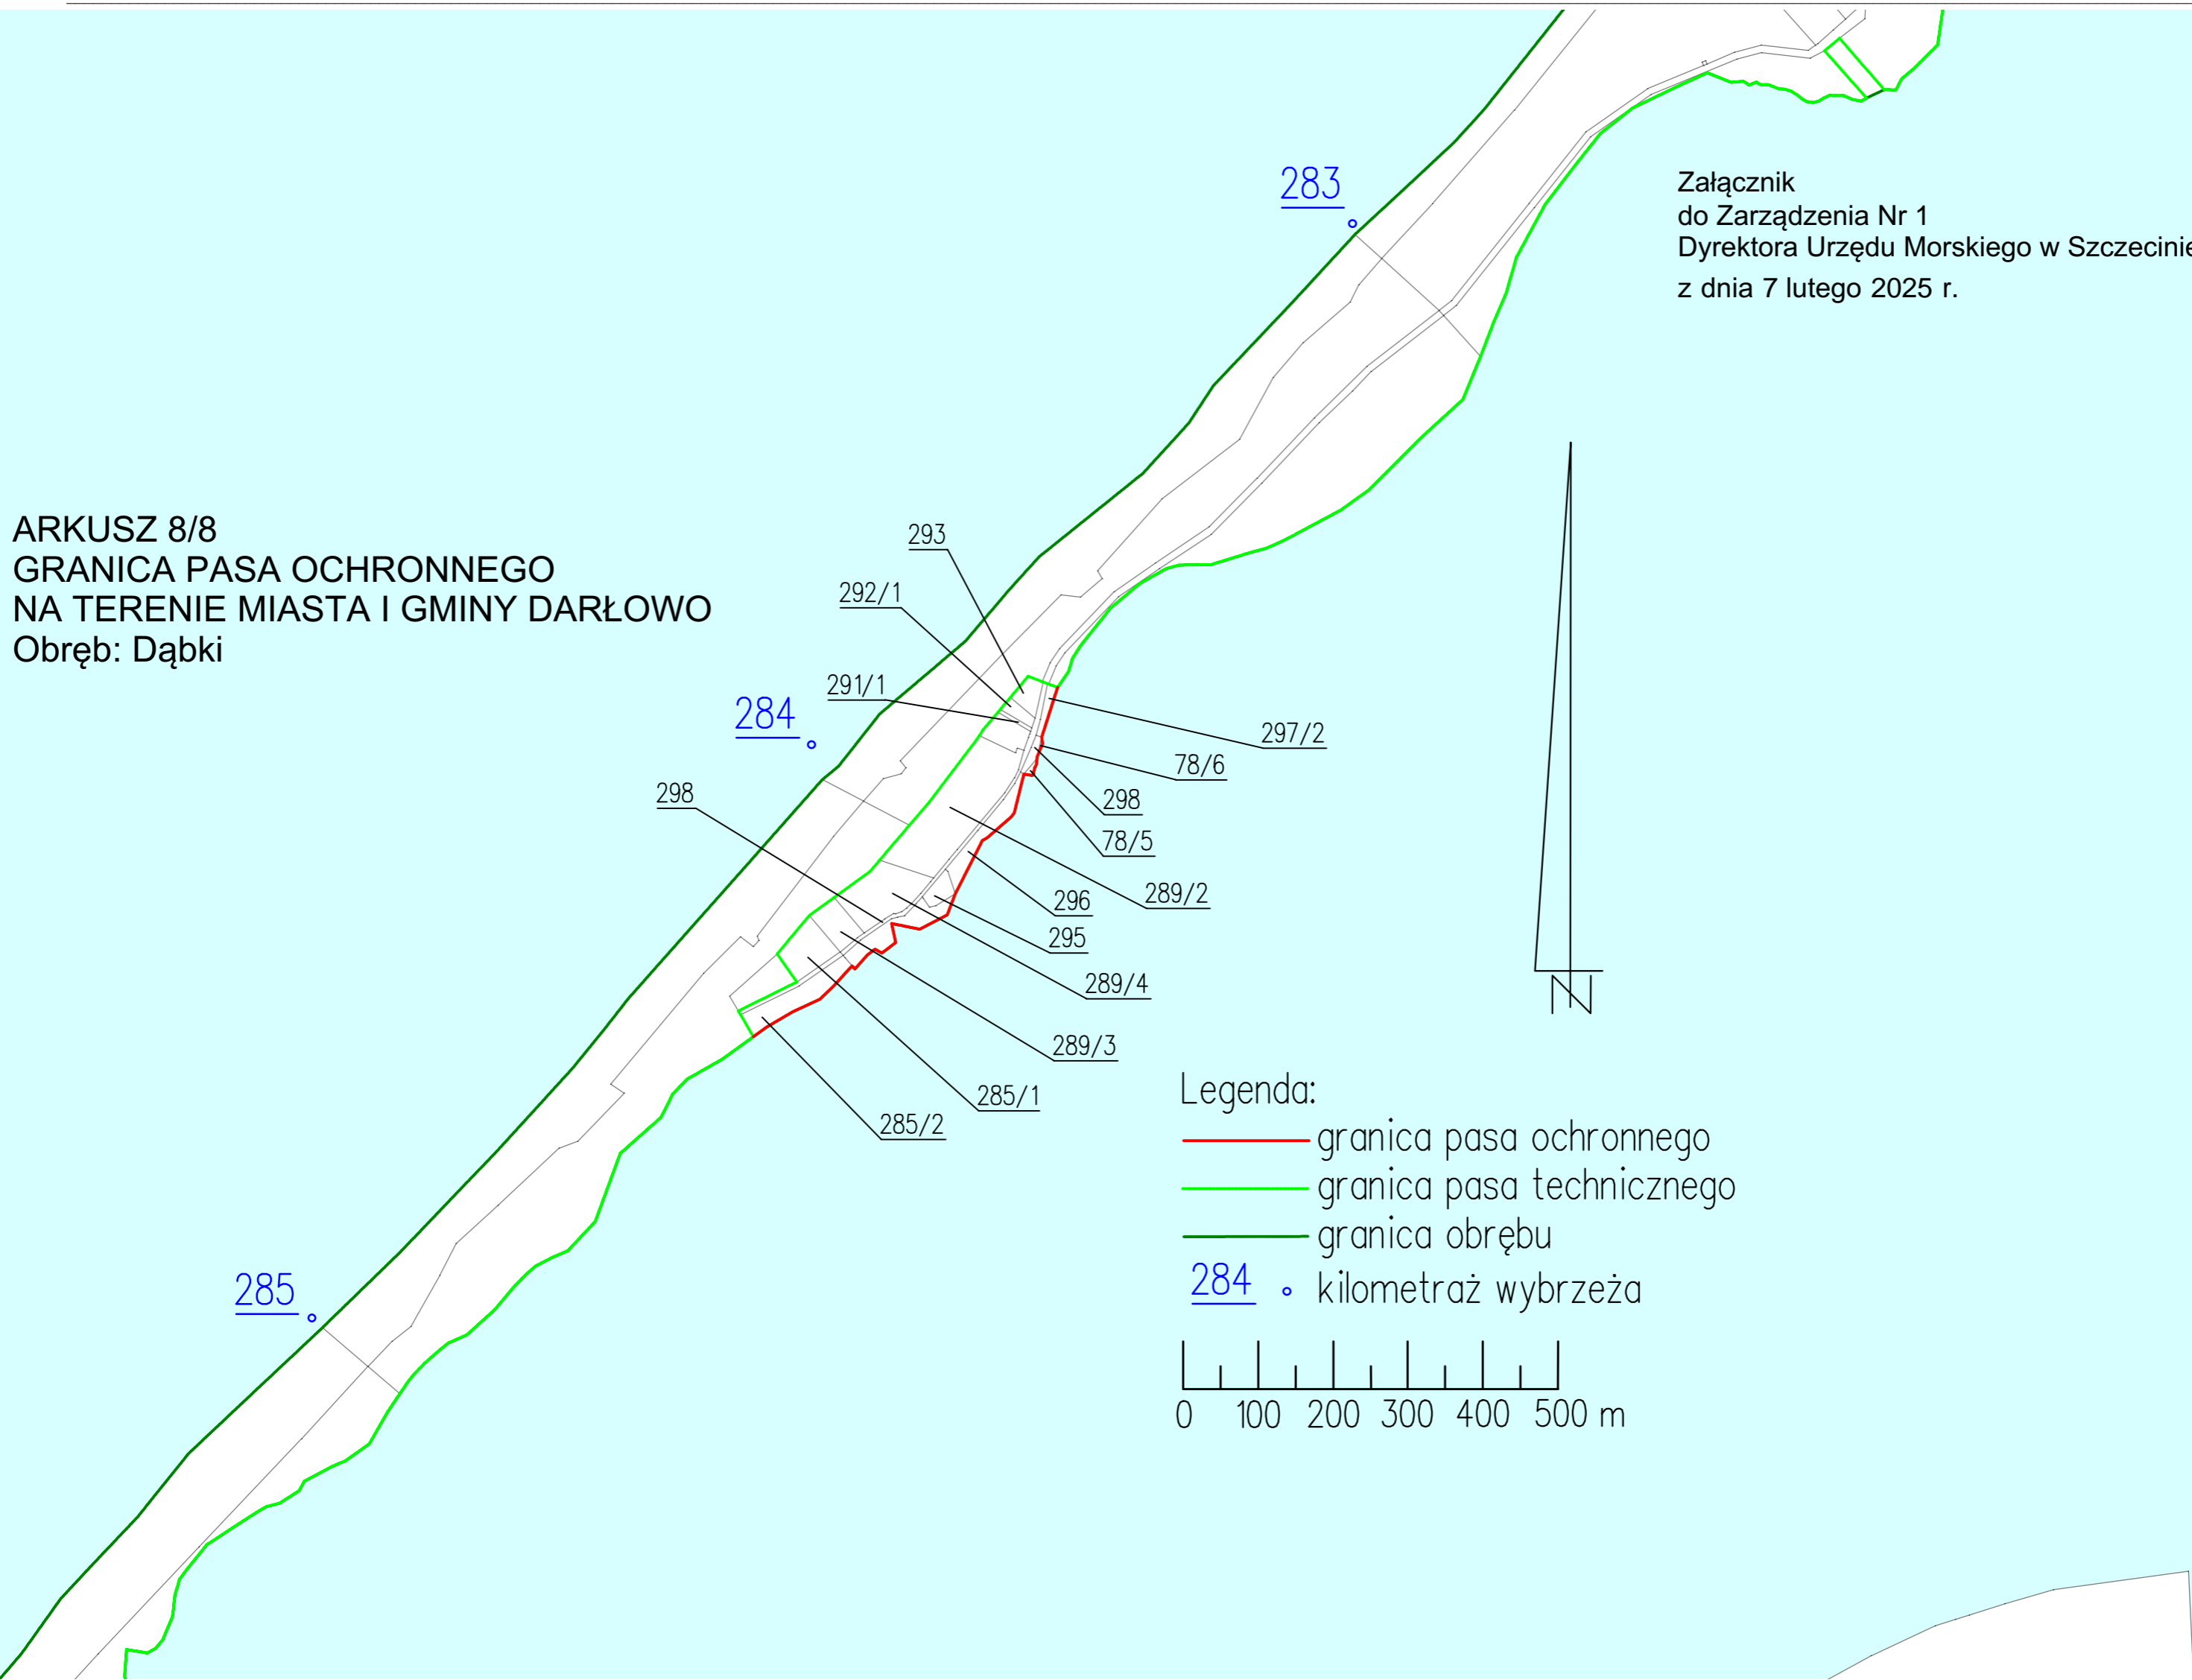 283
Załącznik
do Zarządzenia Nr 1
Dyrektora Urzędu Morskiego w Szczecinie
z dnia 7 lutego 2025 r.
ARKUSZ 8/8
GRANICA PASA OCHRONNEGO
NA TERENIE MIASTA I GMINY DARŁOWO
Obręb: Dąbki
293
292/1
291/1
284
297/2
78/6
298
298
78/5
289/2
296
295
289/4
289/3
285/1
285/2
N
Legenda:
granica pasa ochronnego
granica pasa technicznego
granica obrębu
284 kilometraż wybrzeża
285
0 100 200 300 400 500 m